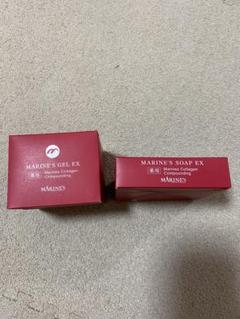 MARINE'S GEL EX
薬用
Marines Collagen
Compounding
MARINE'S
MARINE'S SOAP EX
薬用
Marines Collagen
Compounding
MARINE'S